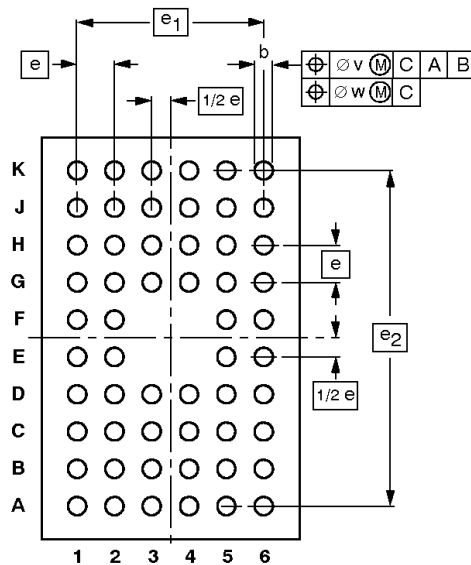 e1
e
b
⌖ ∅ v Ⓜ C A B
⌖ ∅ w Ⓜ C
1/2 e
K
J
H
e
G
F
e2
E
1/2 e
D
C
B
A
1 2 3 4 5 6